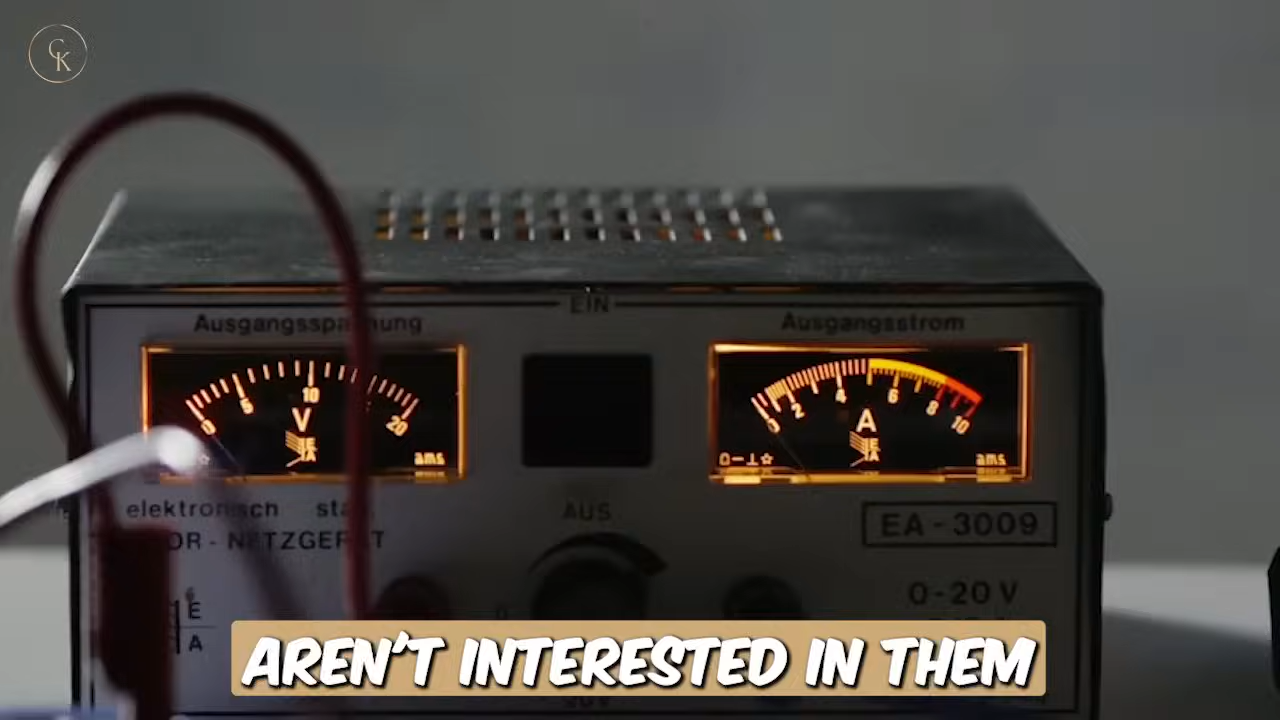 CK
EIN
Ausgangsspannung
Ausgangsstrom
0 5 10 20
V
ams
0 2 4 6 8 10
A
ams
elektronisch
AUS
EA-3009
0-20 V
E
A
AREN'T INTERESTED IN THEM